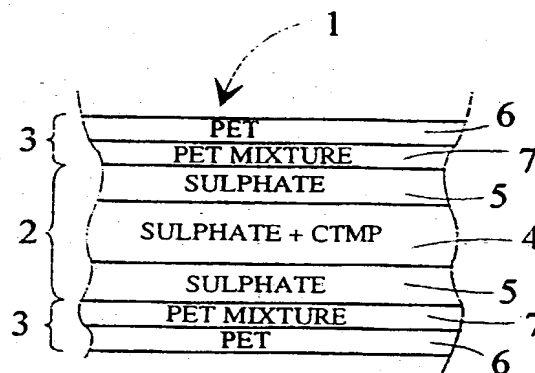 1
3 PET 6
PET MIXTURE 7
SULPHATE 5
2 SULPHATE + CTMP 4
SULPHATE 5
3 PET MIXTURE 7
PET 6